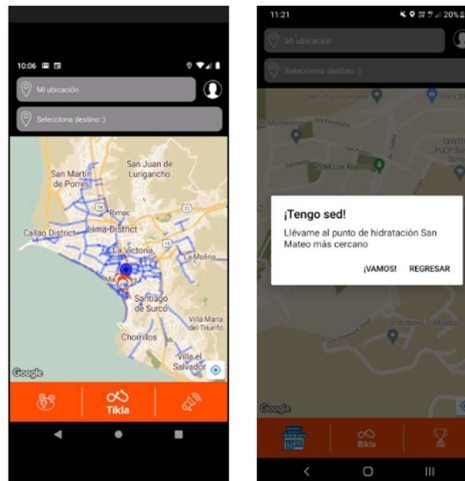 10:06
Mi ubicación
Selecciona destino :)
San Juan de
Lurigancho
San Martin
de Porres
Rimac
Callao District
Lima District
La Victoria
La Molina
Santiago
de Surco
Villa Maria
del Triunfo
Chorrillos
Villa el
Salvador
Google
Tikla
11:21
20%
Mi ubicación
Selecciona destino :)
¡Tengo sed!
Llévame al punto de hidratación San
Mateo más cercano
¡VAMOS!
REGRESAR
Google
Bikla